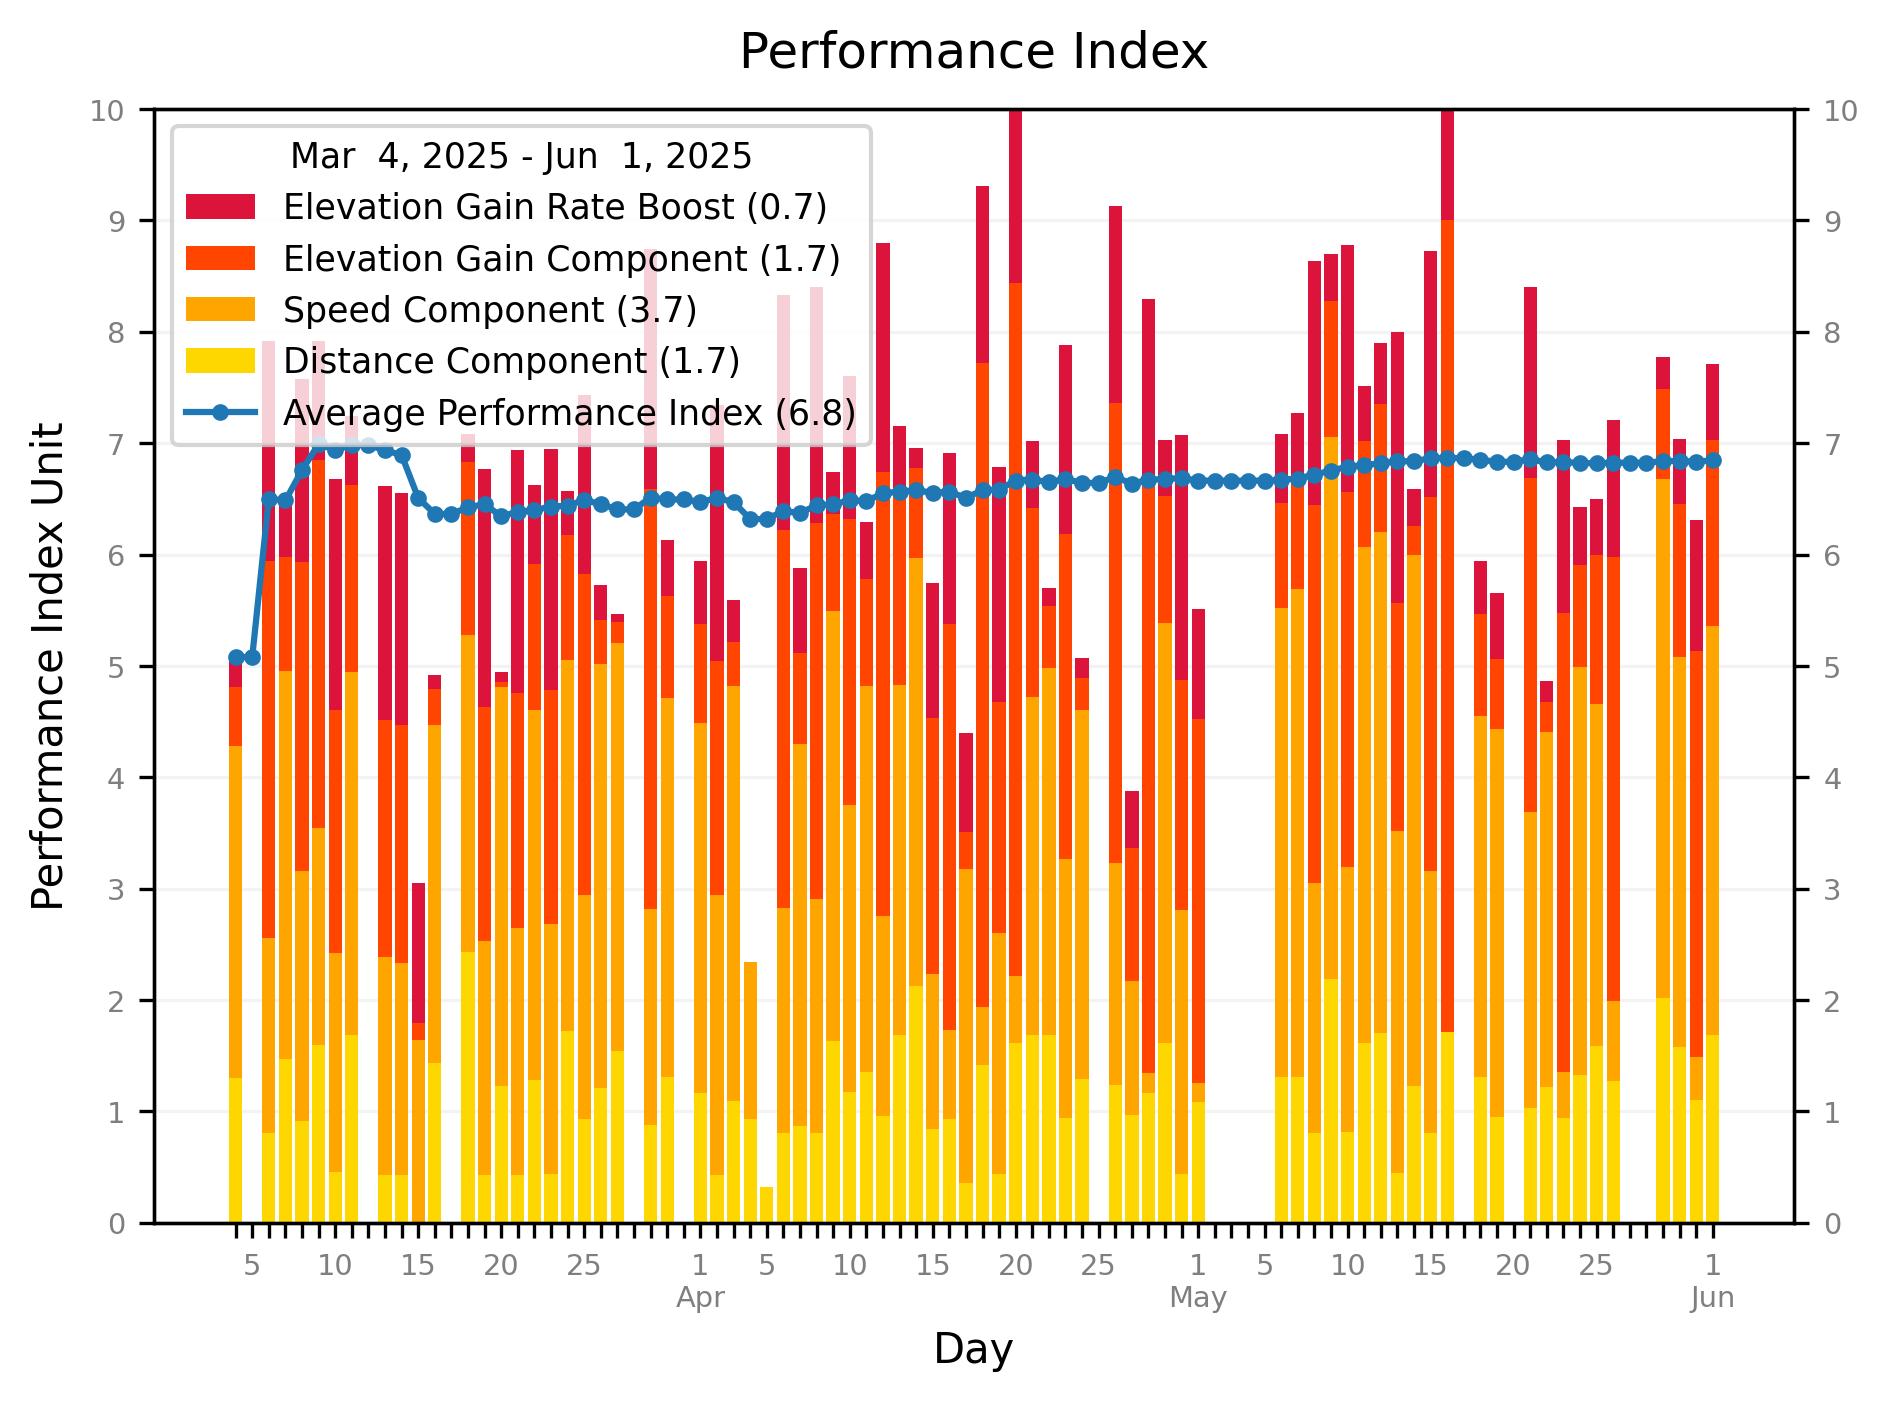 Performance Index
Mar  4, 2025 - Jun  1, 2025
Elevation Gain Rate Boost (0.7)
Elevation Gain Component (1.7)
Speed Component (3.7)
Distance Component (1.7)
Average Performance Index (6.8)
Performance Index Unit
10
9
8
7
6
5
4
3
2
1
0
10
9
8
7
6
5
4
3
2
1
0
5 10 15 20 25 1 5 10 15 20 25 1 5 10 15 20 25 1
Apr May Jun
Day